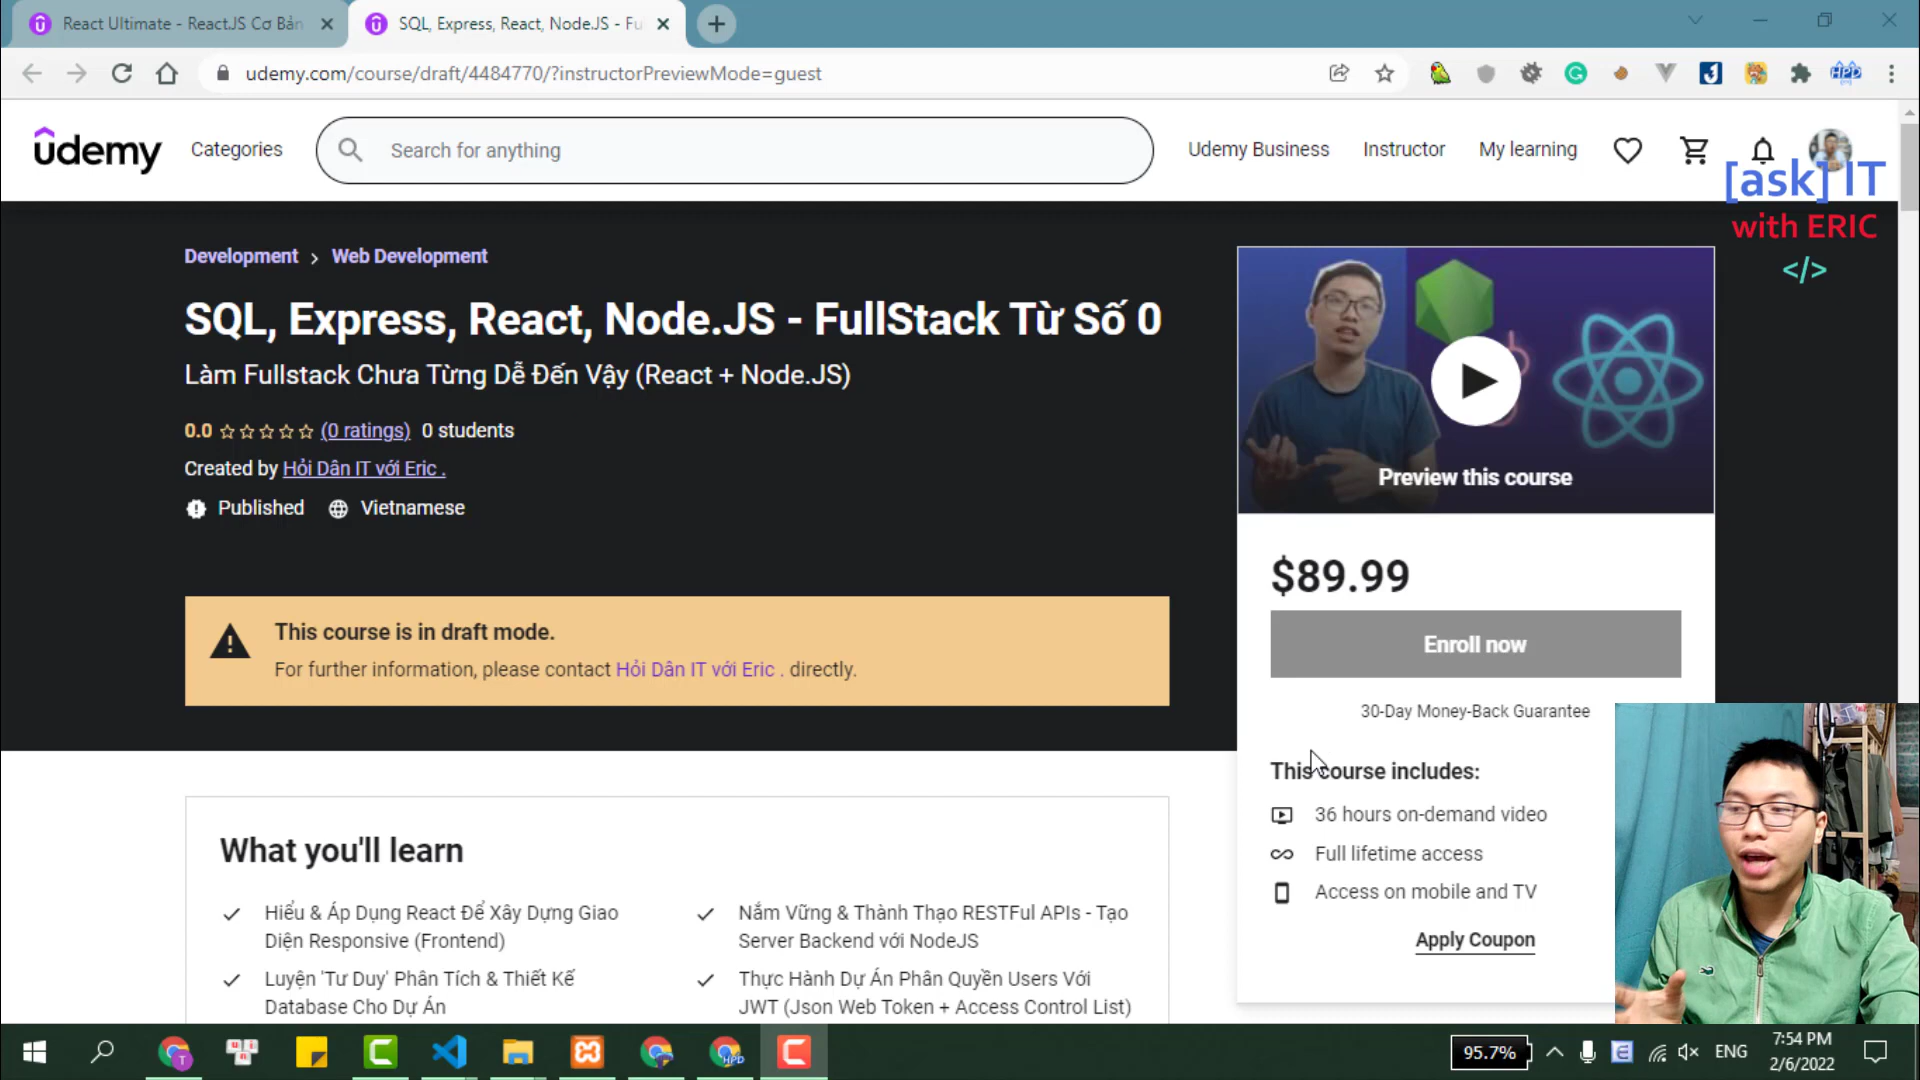 React Ultimate - React.JS Cơ Bản
SQL, Express, React, Node.JS - Fu
udemy.com/course/draft/4484770/?instructorPreviewMode=guest
udemy
Categories
Search for anything
Udemy Business
Instructor
My learning
[ask] IT
with ERIC
</>
Development > Web Development
SQL, Express, React, Node.JS - FullStack Từ Số 0
Làm Fullstack Chưa Từng Dễ Đến Vậy (React + Node.JS)
0.0 (0 ratings) 0 students
Created by Hỏi Dân IT với Eric .
Published Vietnamese
This course is in draft mode.
For further information, please contact Hỏi Dân IT với Eric . directly.
Preview this course
$89.99
Enroll now
30-Day Money-Back Guarantee
This course includes:
36 hours on-demand video
Full lifetime access
Access on mobile and TV
Apply Coupon
What you'll learn
Hiểu & Áp Dụng React Để Xây Dựng Giao
Diện Responsive (Frontend)
Nắm Vững & Thành Thạo RESTFul APIs - Tạo
Server Backend với NodeJS
Luyện 'Tư Duy' Phân Tích & Thiết Kế
Database Cho Dự Án
Thực Hành Dự Án Phân Quyền Users Với
JWT (Json Web Token + Access Control List)
95.7%
ENG
7:54 PM
2/6/2022